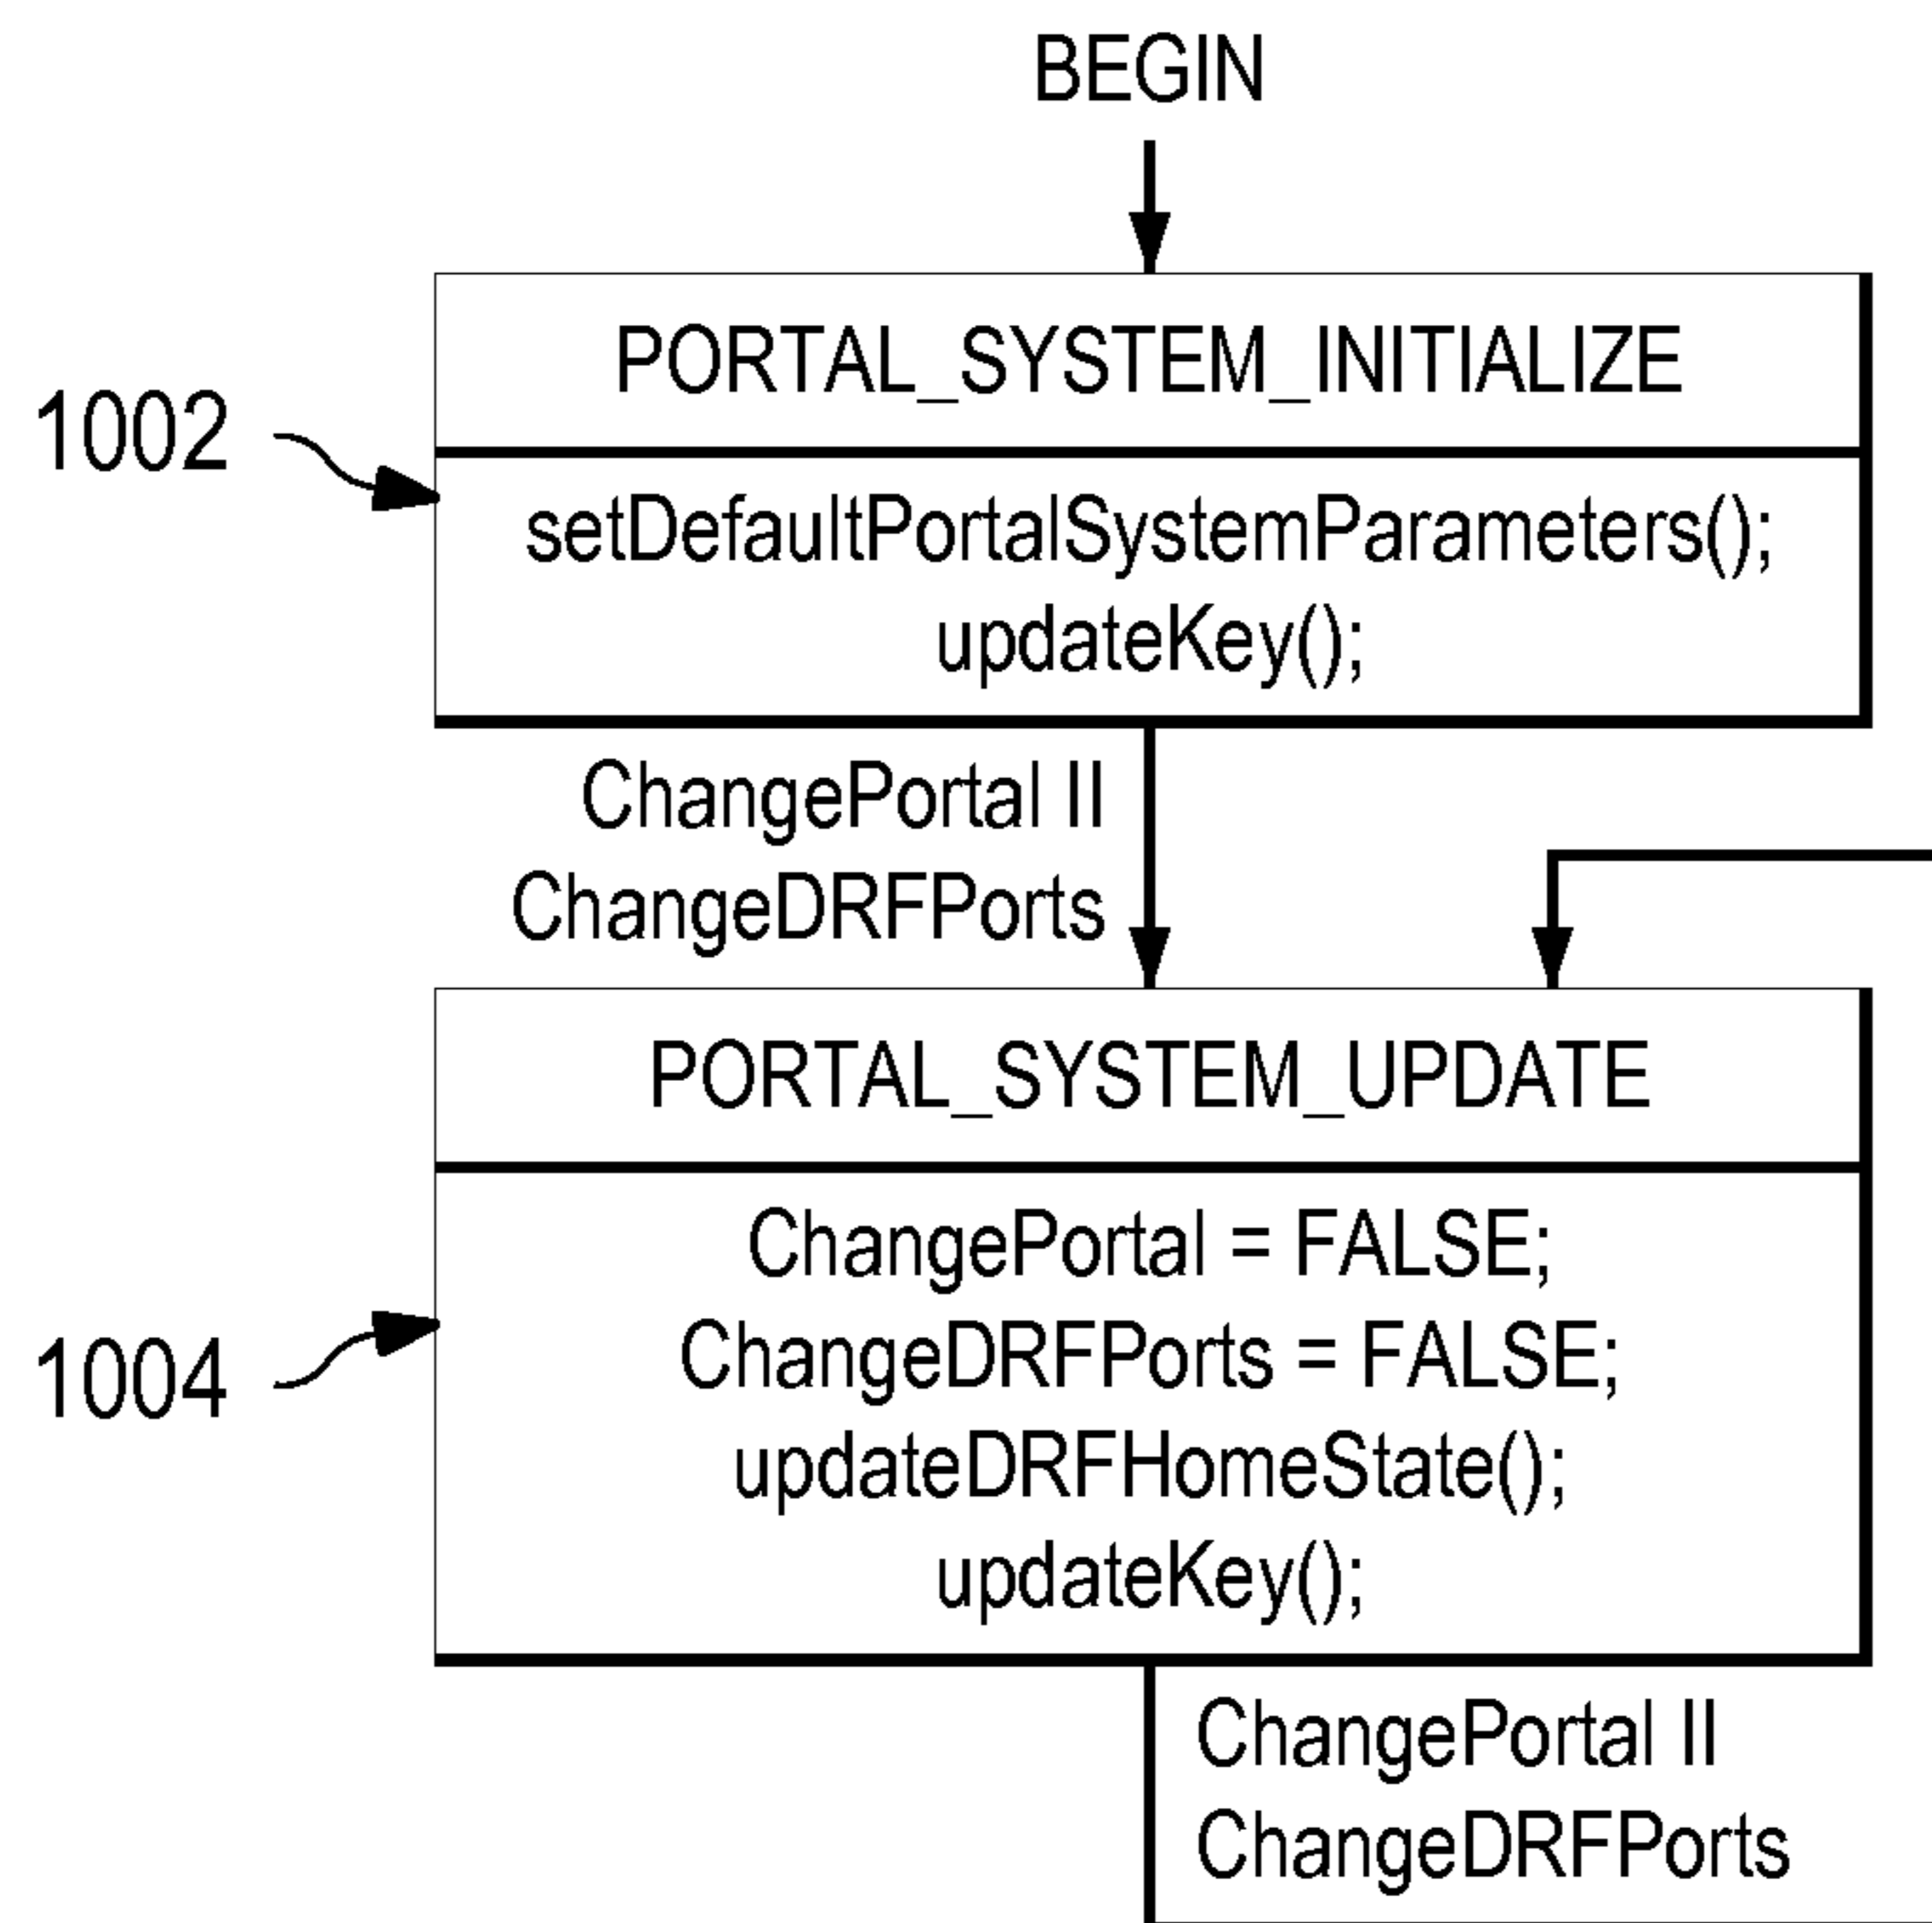 BEGIN
PORTAL_SYSTEM_INITIALIZE
1002
setDefaultPortalSystemParameters();
updateKey();
ChangePortal II
ChangeDRFPorts
PORTAL_SYSTEM_UPDATE
ChangePortal = FALSE;
ChangeDRFPorts = FALSE;
1004
updateDRFHomeState();
updateKey();
ChangePortal II
ChangeDRFPorts